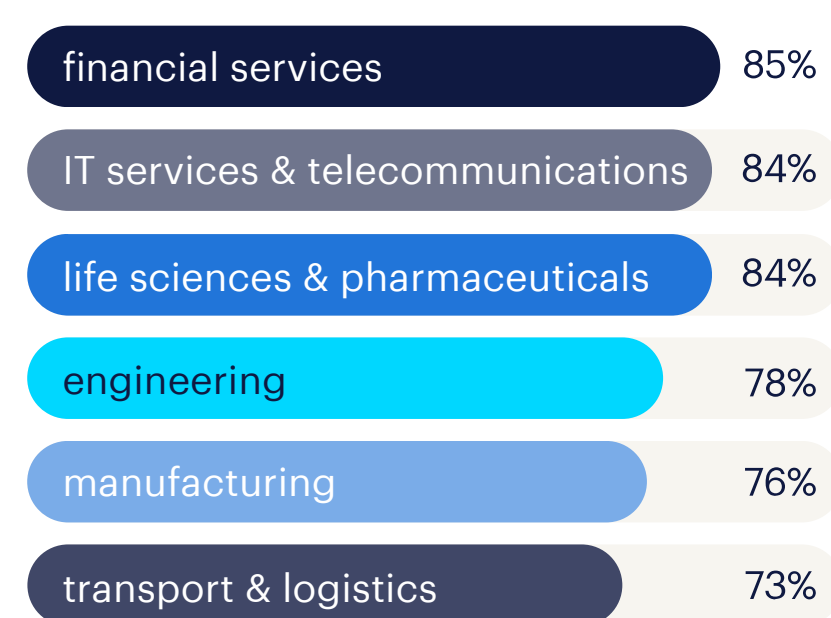 financial services 85%
IT services & telecommunications 84%
life sciences & pharmaceuticals 84%
engineering 78%
manufacturing 76%
transport & logistics 73%